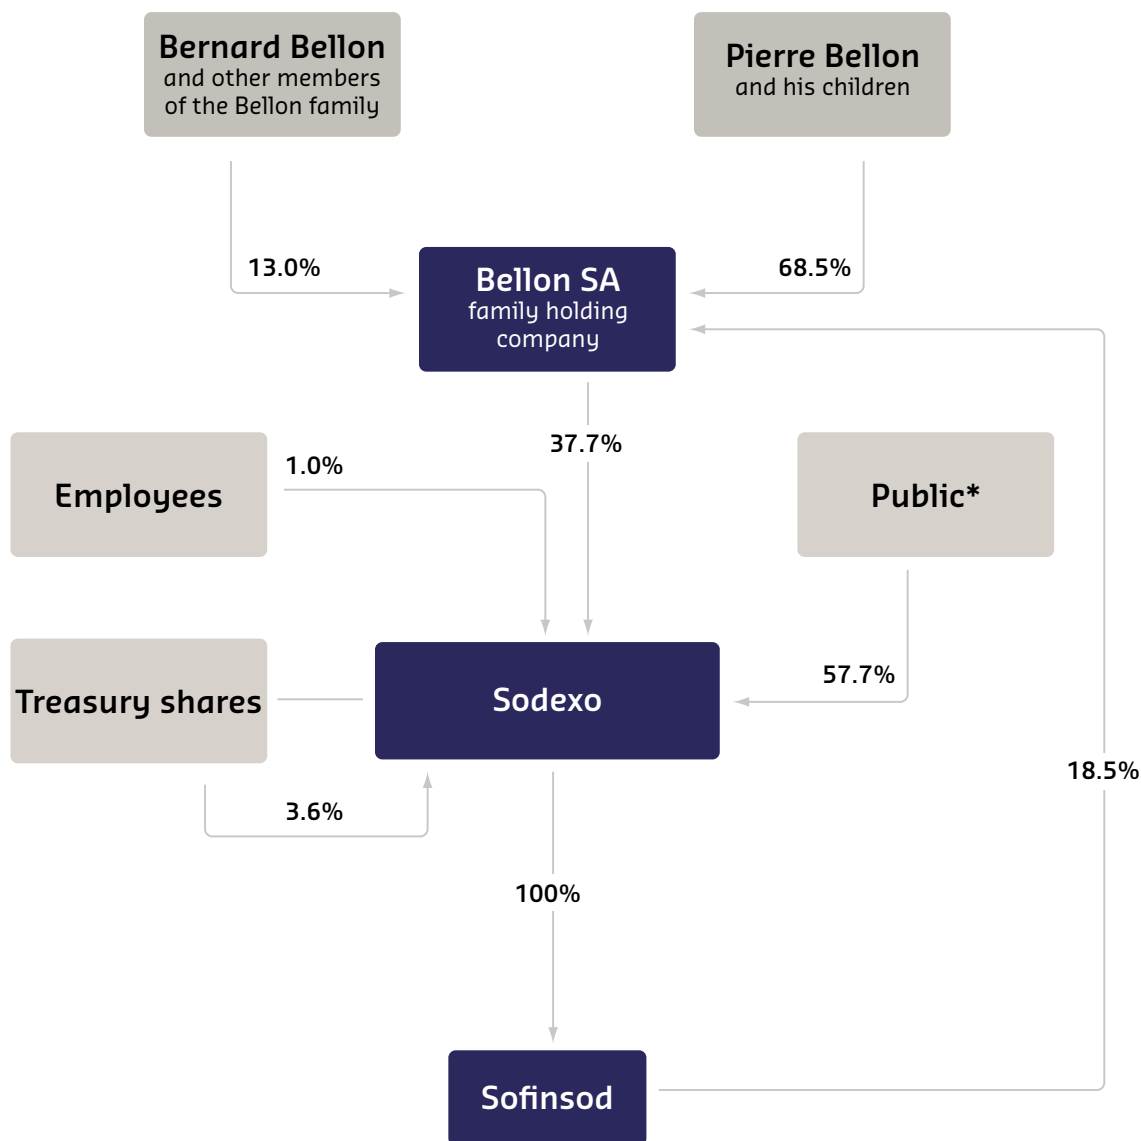 Bernard Bellon
and other members
of the Bellon family
Pierre Bellon
and his children
13.0%
68.5%
Bellon SA
family holding
company
37.7%
1.0%
Employees
Public*
Treasury shares
Sodexo
57.7%
18.5%
3.6%
100%
Sofinsod